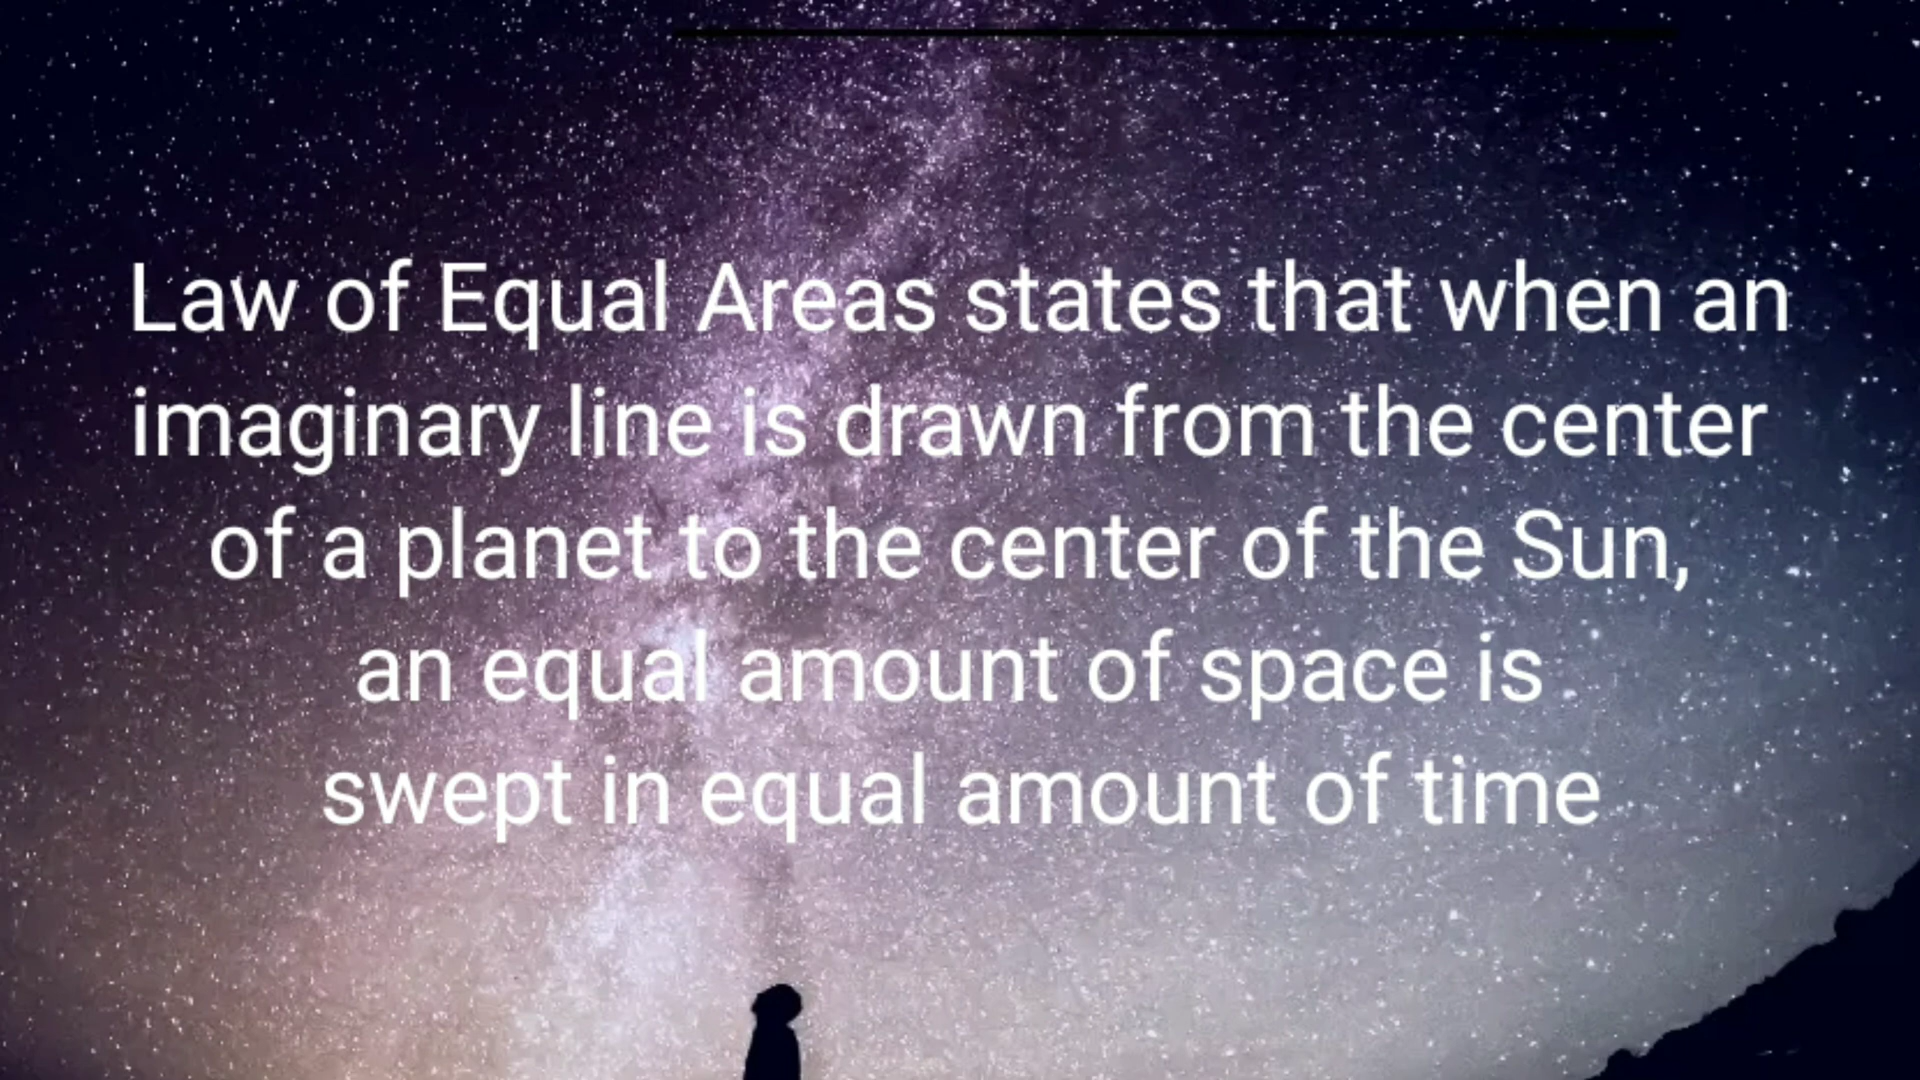 Law of Equal Areas states that when an
imaginary line is drawn from the center
of a planet to the center of the Sun,
an equal amount of space is
swept in equal amount of time